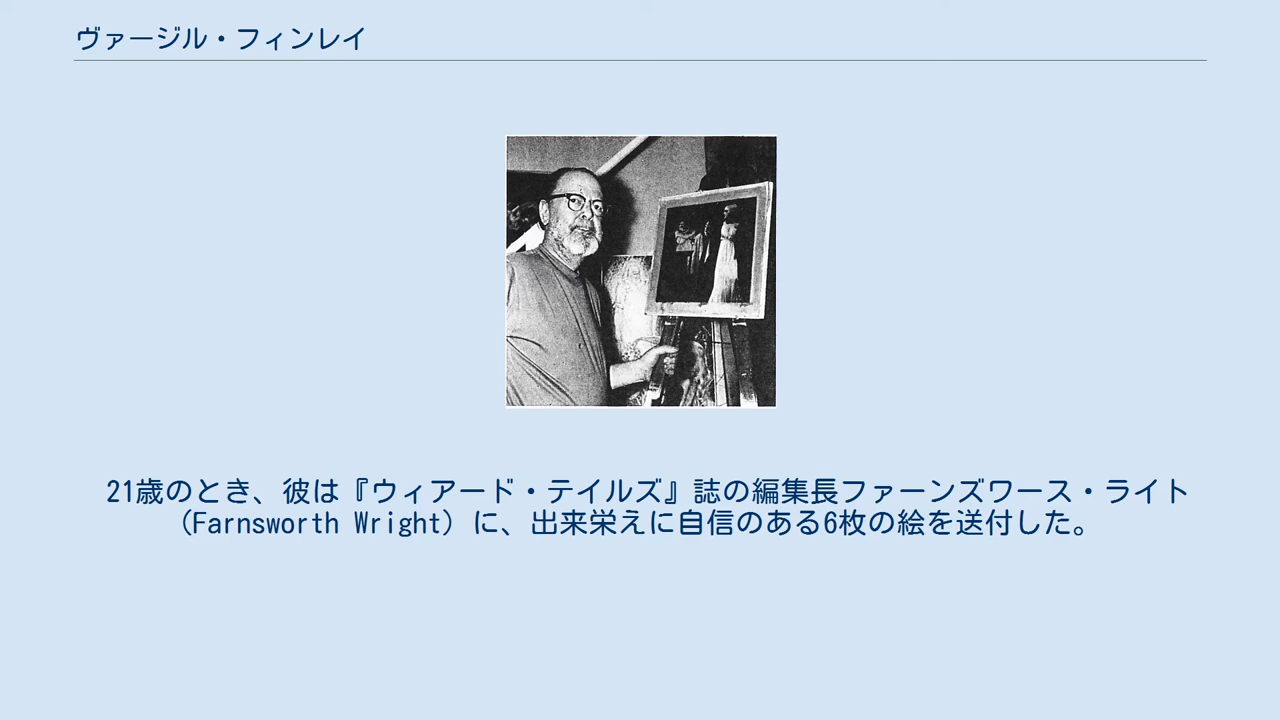 ヴァージル・フィンレイ
21歳のとき、彼は『ウィアード・テイルズ』誌の編集長ファーンズワース・ライト
（Farnsworth Wright）に、出来栄えに自信のある6枚の絵を送付した。